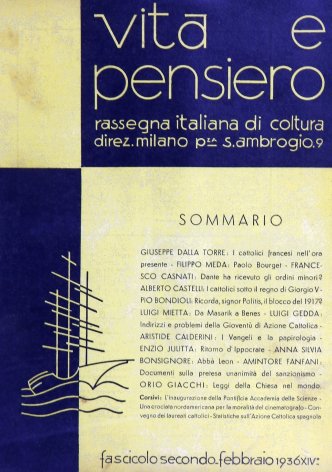 vita e
pensiero
rassegna italiana di coltura
direz. milano p.za s. ambrogio. 9
SOMMARIO
GIUSEPPE DALLA TORRE: I cattolici francesi nell'ora
presente - FILIPPO MEDA: Paolo Bourget - FRANCE-
SCO CASNATI: Dante ha ricevuto gli ordini minori?
ALBERTO CASTELLI: I cattolici sotto il regno di Giorgio V -
PIO BONDIOLI: Ricorda, signor Politis, il blocco del 1917?
LUIGI MIETTA: Da Masarik a Benes - LUIGI GEDDA:
Indirizzi e problemi della Gioventù di Azione Cattolica -
ARISTIDE CALDERINI: I Vangeli e la papirologia -
ENZIO JULITTA: Ritorno d'Ippocrate - ANNA SILVIA
BONSIGNORE: Abbà Leon - AMINTORE FANFANI:
Documenti sulla pretesa unanimità del sanzionismo -
ORIO GIACCHI: Leggi della Chiesa nel mondo.
Corsivi: L'inaugurazione della Pontificia Accademia delle Scienze -
Una crociata nordamericana per la moralità del cinematografo - Con-
vegno dei laureati cattolici - Statistiche sull'Azione Cattolica spagnola
fascicolo secondo. febbraio 1936 XIV°